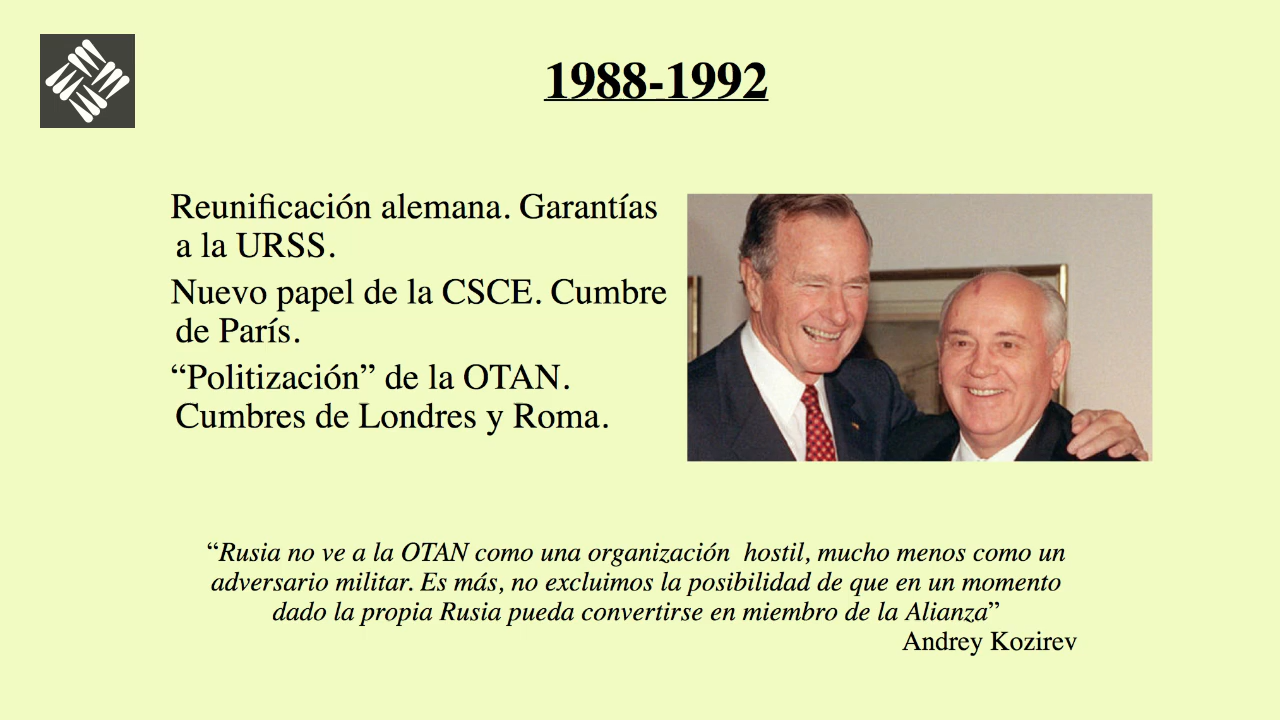 1988-1992
Reunificación alemana. Garantías
a la URSS.
Nuevo papel de la CSCE. Cumbre
de París.
“Politización” de la OTAN.
Cumbres de Londres y Roma.
“Rusia no ve a la OTAN como una organización  hostil, mucho menos como un
adversario militar. Es más, no excluimos la posibilidad de que en un momento
dado la propia Rusia pueda convertirse en miembro de la Alianza”
Andrey Kozirev